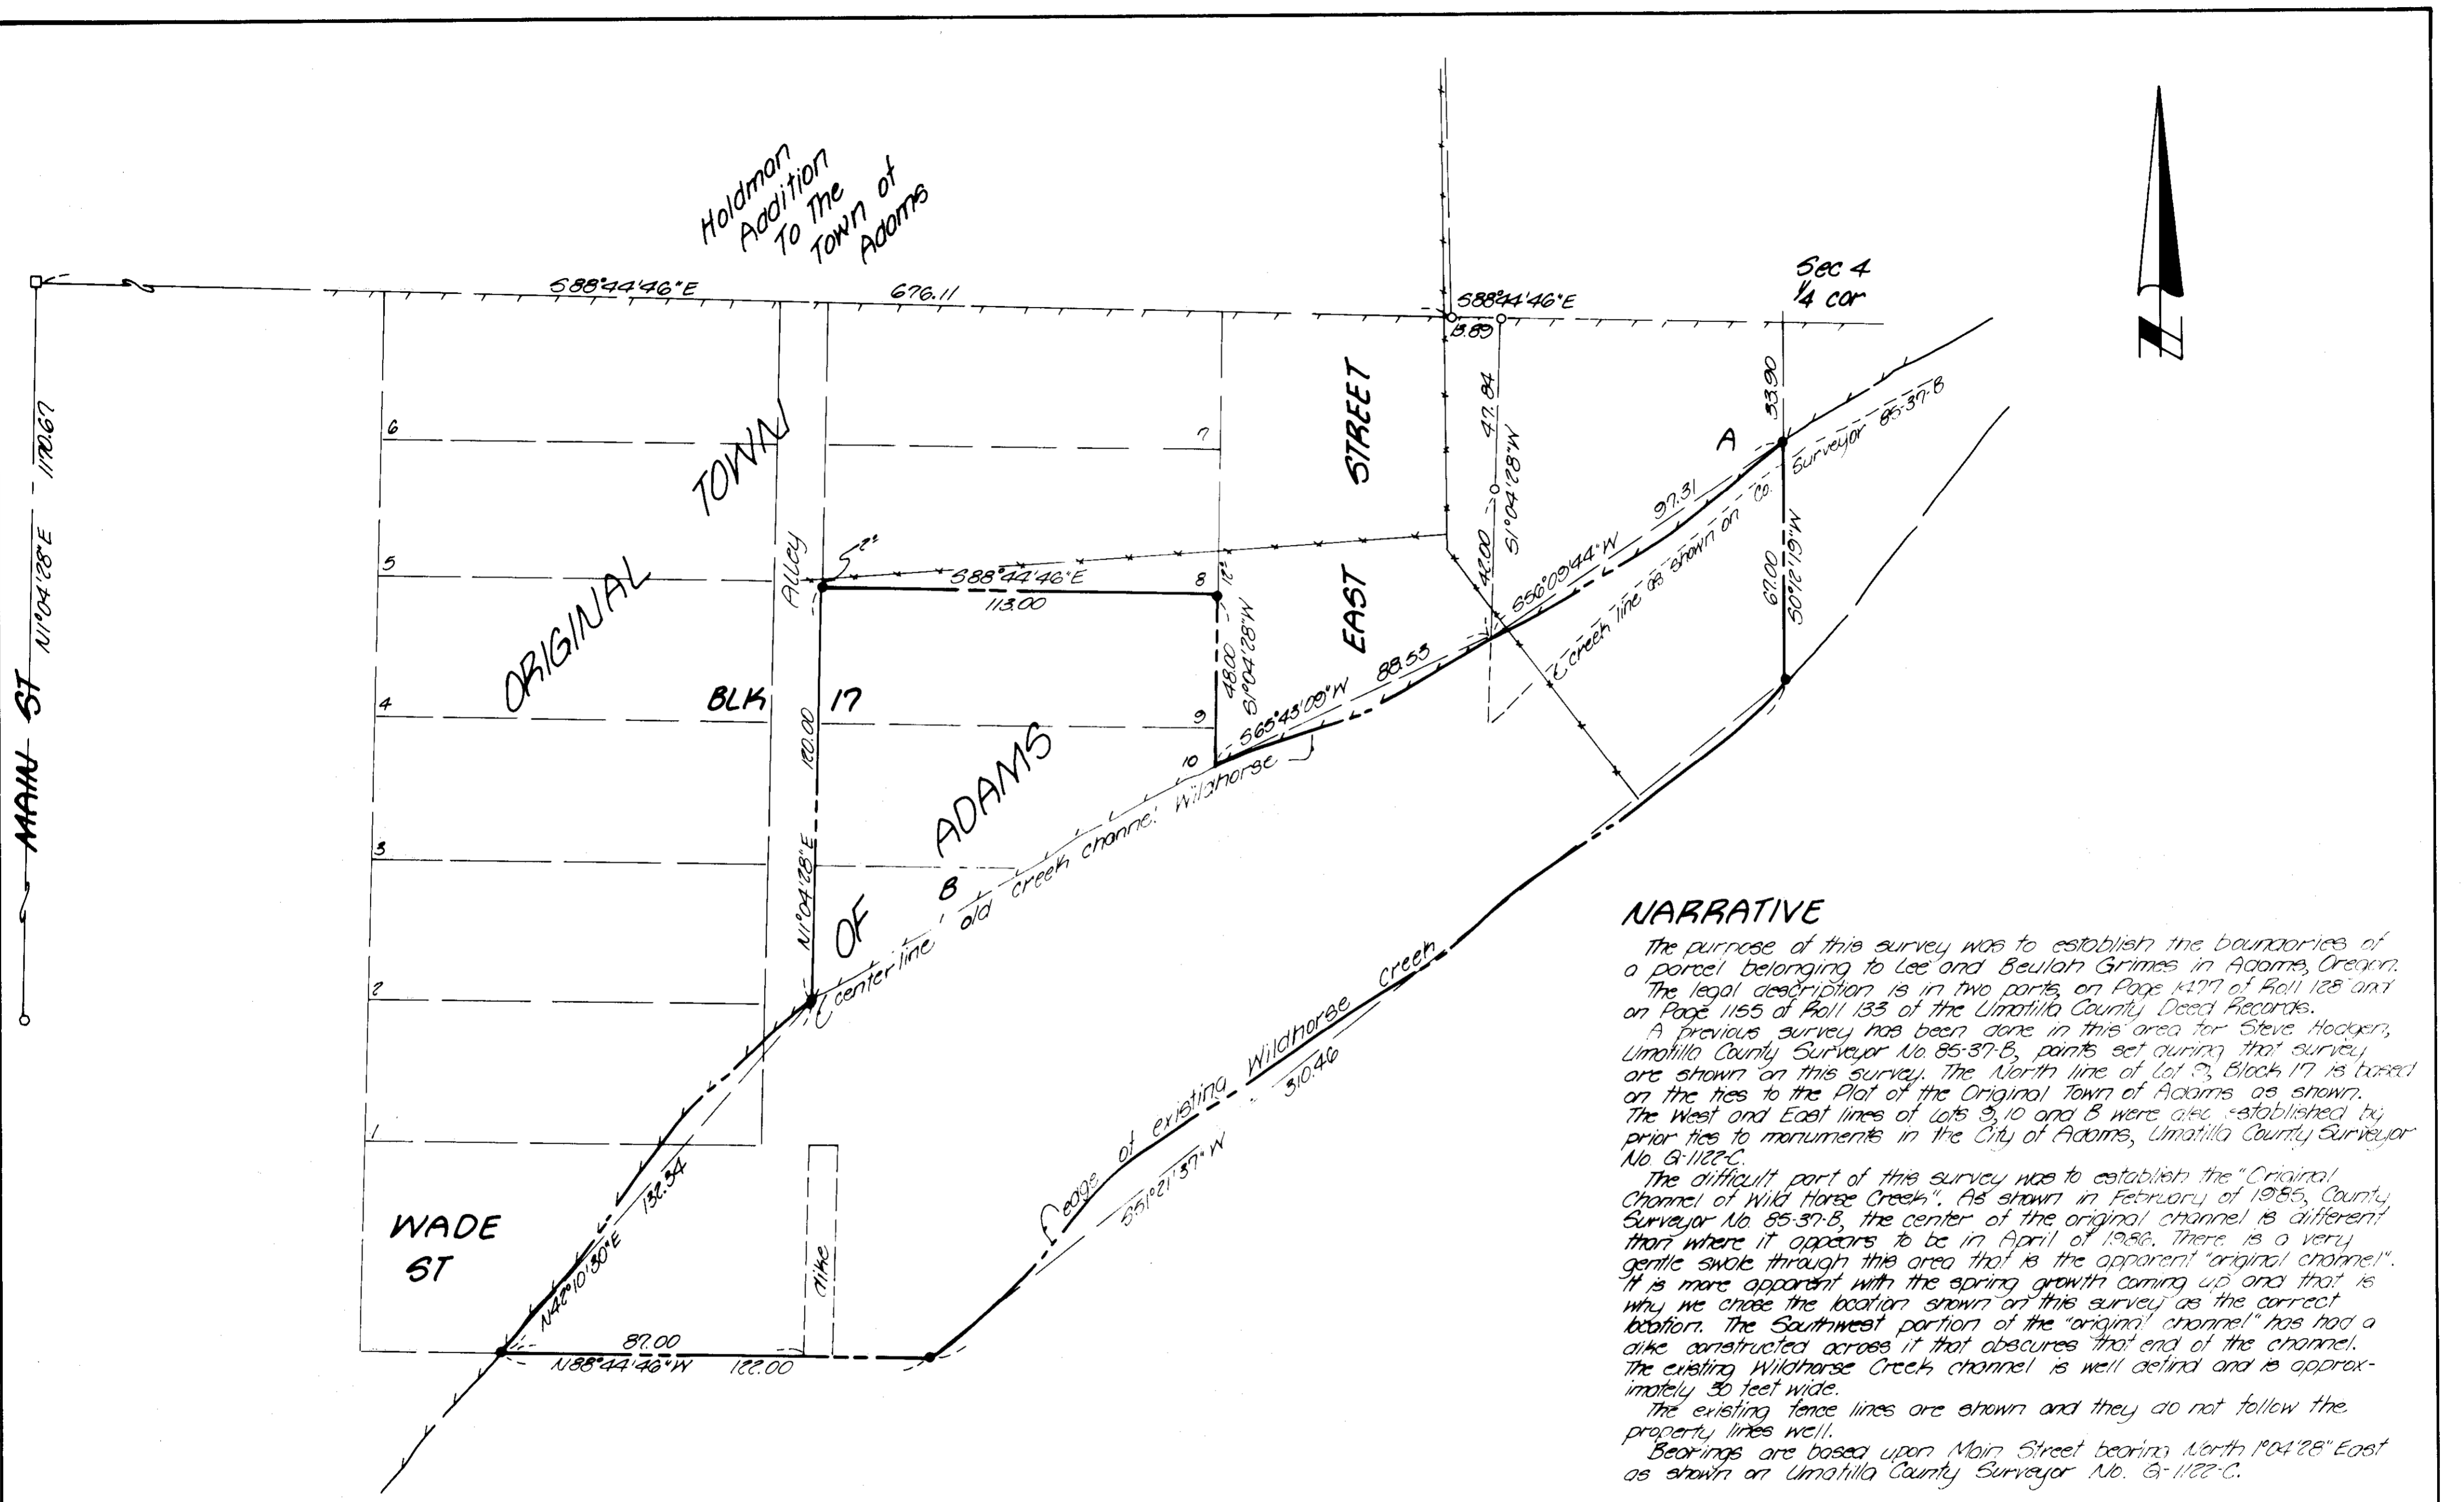 Holdman
Addition
To The
Town of
Adams
S88°44'46"E
676.11
S88°44'46"E
13.89
Sec 4
1/4 cor
N1°04'28"E
1170.67
MAIN ST
6
5
4
3
2
1
7
8
9
10
ORIGINAL
TOWN
OF
ADAMS
Alley
BLK 17
S88°44'46"E
113.00
120.00
N1°04'28"E
48.00
S1°04'28"W
EAST STREET
47.84
42.00
S1°04'28"W
A
33.90
97.31
S56°09'44"W
88.53
S65°43'09"W
℄ creek line as shown on Co. Surveyor 85-37-B
67.00
S0°12'19"W
B
center line old creek channel Wildhorse
edge of existing Wildhorse Creek
310.46
S51°21'37"W
132.34
N42°10'30"E
WADE
ST
dike
87.00
N88°44'46"W 122.00
NARRATIVE
The purpose of this survey was to establish the boundaries of
a parcel belonging to Lee and Beulah Grimes in Adams, Oregon.
The legal description is in two parts, on Page 1477 of Roll 128 and
on Page 1155 of Roll 133 of the Umatilla County Deed Records.
A previous survey has been done in this area for Steve Hodgen,
Umatilla County Surveyor No. 85-37-B, points set during that survey
are shown on this survey. The North line of Lot 9, Block 17 is based
on the ties to the Plat of the Original Town of Adams as shown.
The West and East lines of Lots 9, 10 and B were also established by
prior ties to monuments in the City of Adams, Umatilla County Surveyor
No. Q-1122-C.
The difficult part of this survey was to establish the "Original
Channel of Wild Horse Creek". As shown in February of 1985, County
Surveyor No. 85-37-B, the center of the original channel is different
than where it appears to be in April of 1986. There is a very
gentle swale through this area that is the apparent "original channel".
It is more apparent with the spring growth coming up and that is
why we chose the location shown on this survey as the correct
location. The Southwest portion of the "original channel" has had a
dike constructed across it that obscures that end of the channel.
The existing Wildhorse Creek channel is well defind and is approx-
imately 30 feet wide.
The existing fence lines are shown and they do not follow the
property lines well.
Bearings are based upon Main Street bearing North 1°04'28" East
as shown on Umatilla County Surveyor No. Q-1122-C.